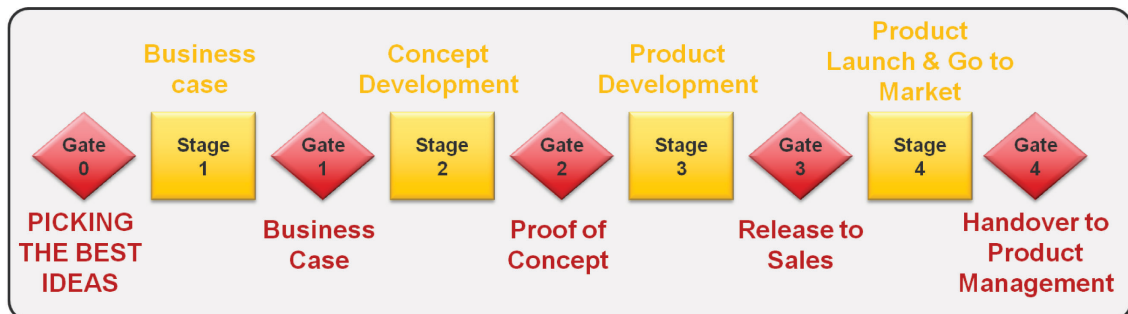 Business
case
Concept
Development
Product
Development
Product
Launch & Go to
Market
Gate
0
Stage
1
Gate
1
Stage
2
Gate
2
Stage
3
Gate
3
Stage
4
Gate
4
PICKING
THE BEST
IDEAS
Business
Case
Proof of
Concept
Release to
Sales
Handover to
Product
Management